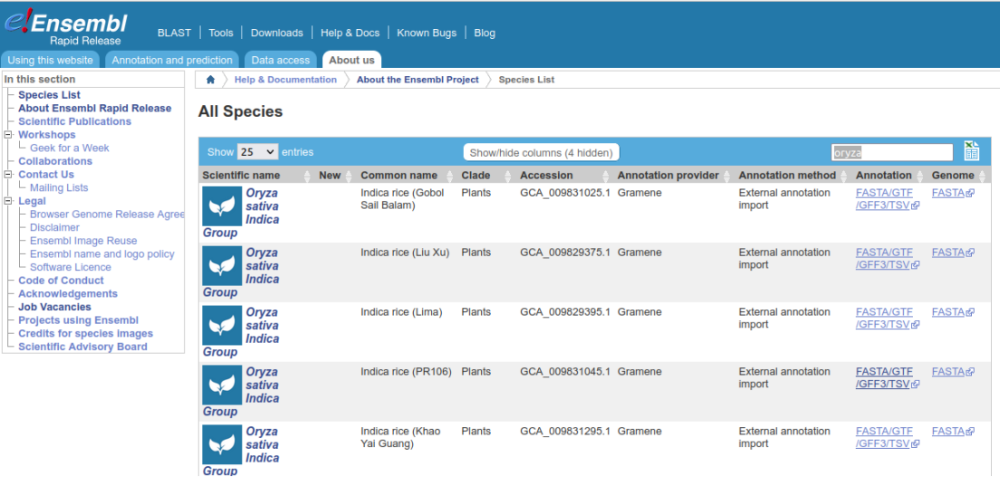 e!Ensembl
Rapid Release
BLAST | Tools | Downloads | Help & Docs | Known Bugs | Blog
Using this website Annotation and prediction Data access About us
In this section
Species List
About Ensembl Rapid Release
Scientific Publications
Workshops
Geek for a Week
Collaborations
Contact Us
Mailing Lists
Legal
Browser Genome Release Agree
Disclaimer
Ensembl Image Reuse
Ensembl name and logo policy
Software Licence
Code of Conduct
Acknowledgements
Job Vacancies
Projects using Ensembl
Credits for species images
Scientific Advisory Board
Help & Documentation About the Ensembl Project Species List
All Species
Show 25 entries Show/hide columns (4 hidden) oryza
Scientific name New Common name Clade Accession Annotation provider Annotation method Annotation Genome
Oryza Indica rice (Gobol Plants GCA_009831025.1 Gramene External annotation FASTA/GTF FASTA
sativa Sail Balam) import /GFF3/TSV
Indica
Group
Oryza Indica rice (Liu Xu) Plants GCA_009829375.1 Gramene External annotation FASTA/GTF FASTA
sativa import /GFF3/TSV
Indica
Group
Oryza Indica rice (Lima) Plants GCA_009829395.1 Gramene External annotation FASTA/GTF FASTA
sativa import /GFF3/TSV
Indica
Group
Oryza Indica rice (PR106) Plants GCA_009831045.1 Gramene External annotation FASTA/GTF FASTA
sativa import /GFF3/TSV
Indica
Group
Oryza Indica rice (Khao Plants GCA_009831295.1 Gramene External annotation FASTA/GTF FASTA
sativa Yai Guang) import /GFF3/TSV
Indica
Group